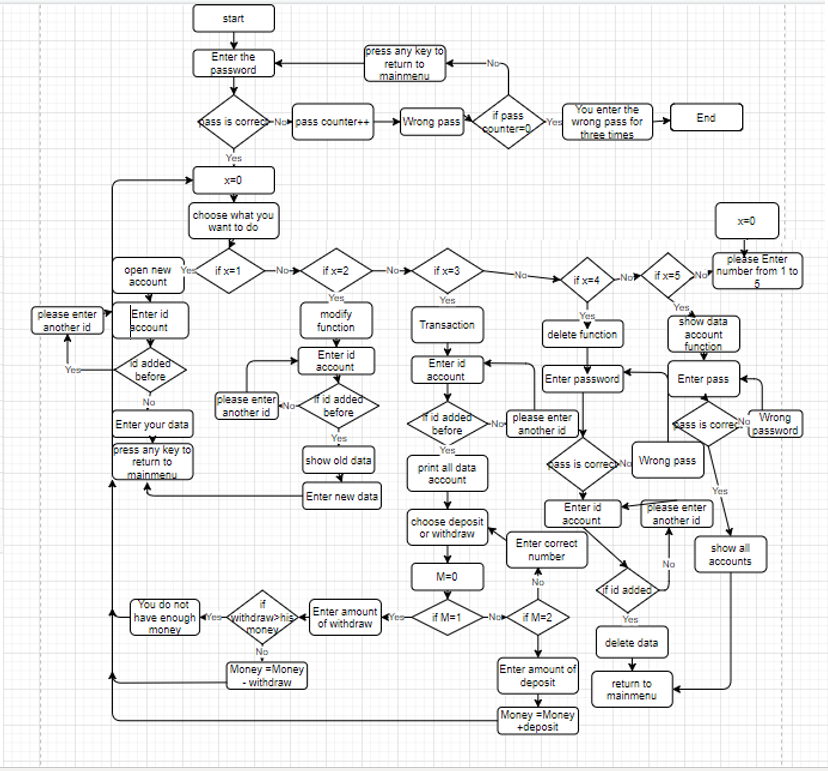 start
Enter the
password
press any key to
return to
mainmenu
No
pass is correct
No
pass counter++
Wrong pass
if pass
counter=0
Yes
You enter the
wrong pass for
three times
End
Yes
x=0
choose what you
want to do
x=0
open new
account
Yes
if x=1
No
if x=2
No
if x=3
No
if x=4
No
if x=5
No
please Enter
number from 1 to
5
Yes
Yes
Yes
Yes
please enter
another id
Enter id
account
modify
function
Transaction
delete function
show data
account
function
Yes
id added
before
Enter id
account
Enter id
account
Enter password
Enter pass
No
please enter
another id
No
if id added
before
if id added
before
No
please enter
another id
pass is correct
No
Wrong
password
Enter your data
Yes
Yes
press any key to
return to
mainmenu
show old data
print all data
account
pass is correct
No
Wrong pass
Yes
Enter new data
Enter id
account
please enter
another id
choose deposit
or withdraw
Enter correct
number
show all
accounts
M=0
No
No
if id added
You do not
have enough
money
Yes
if
withdraw>his
money
Enter amount
of withdraw
Yes
if M=1
No
if M=2
Yes
No
delete data
Money =Money
- withdraw
Enter amount of
deposit
return to
mainmenu
Money =Money
+deposit